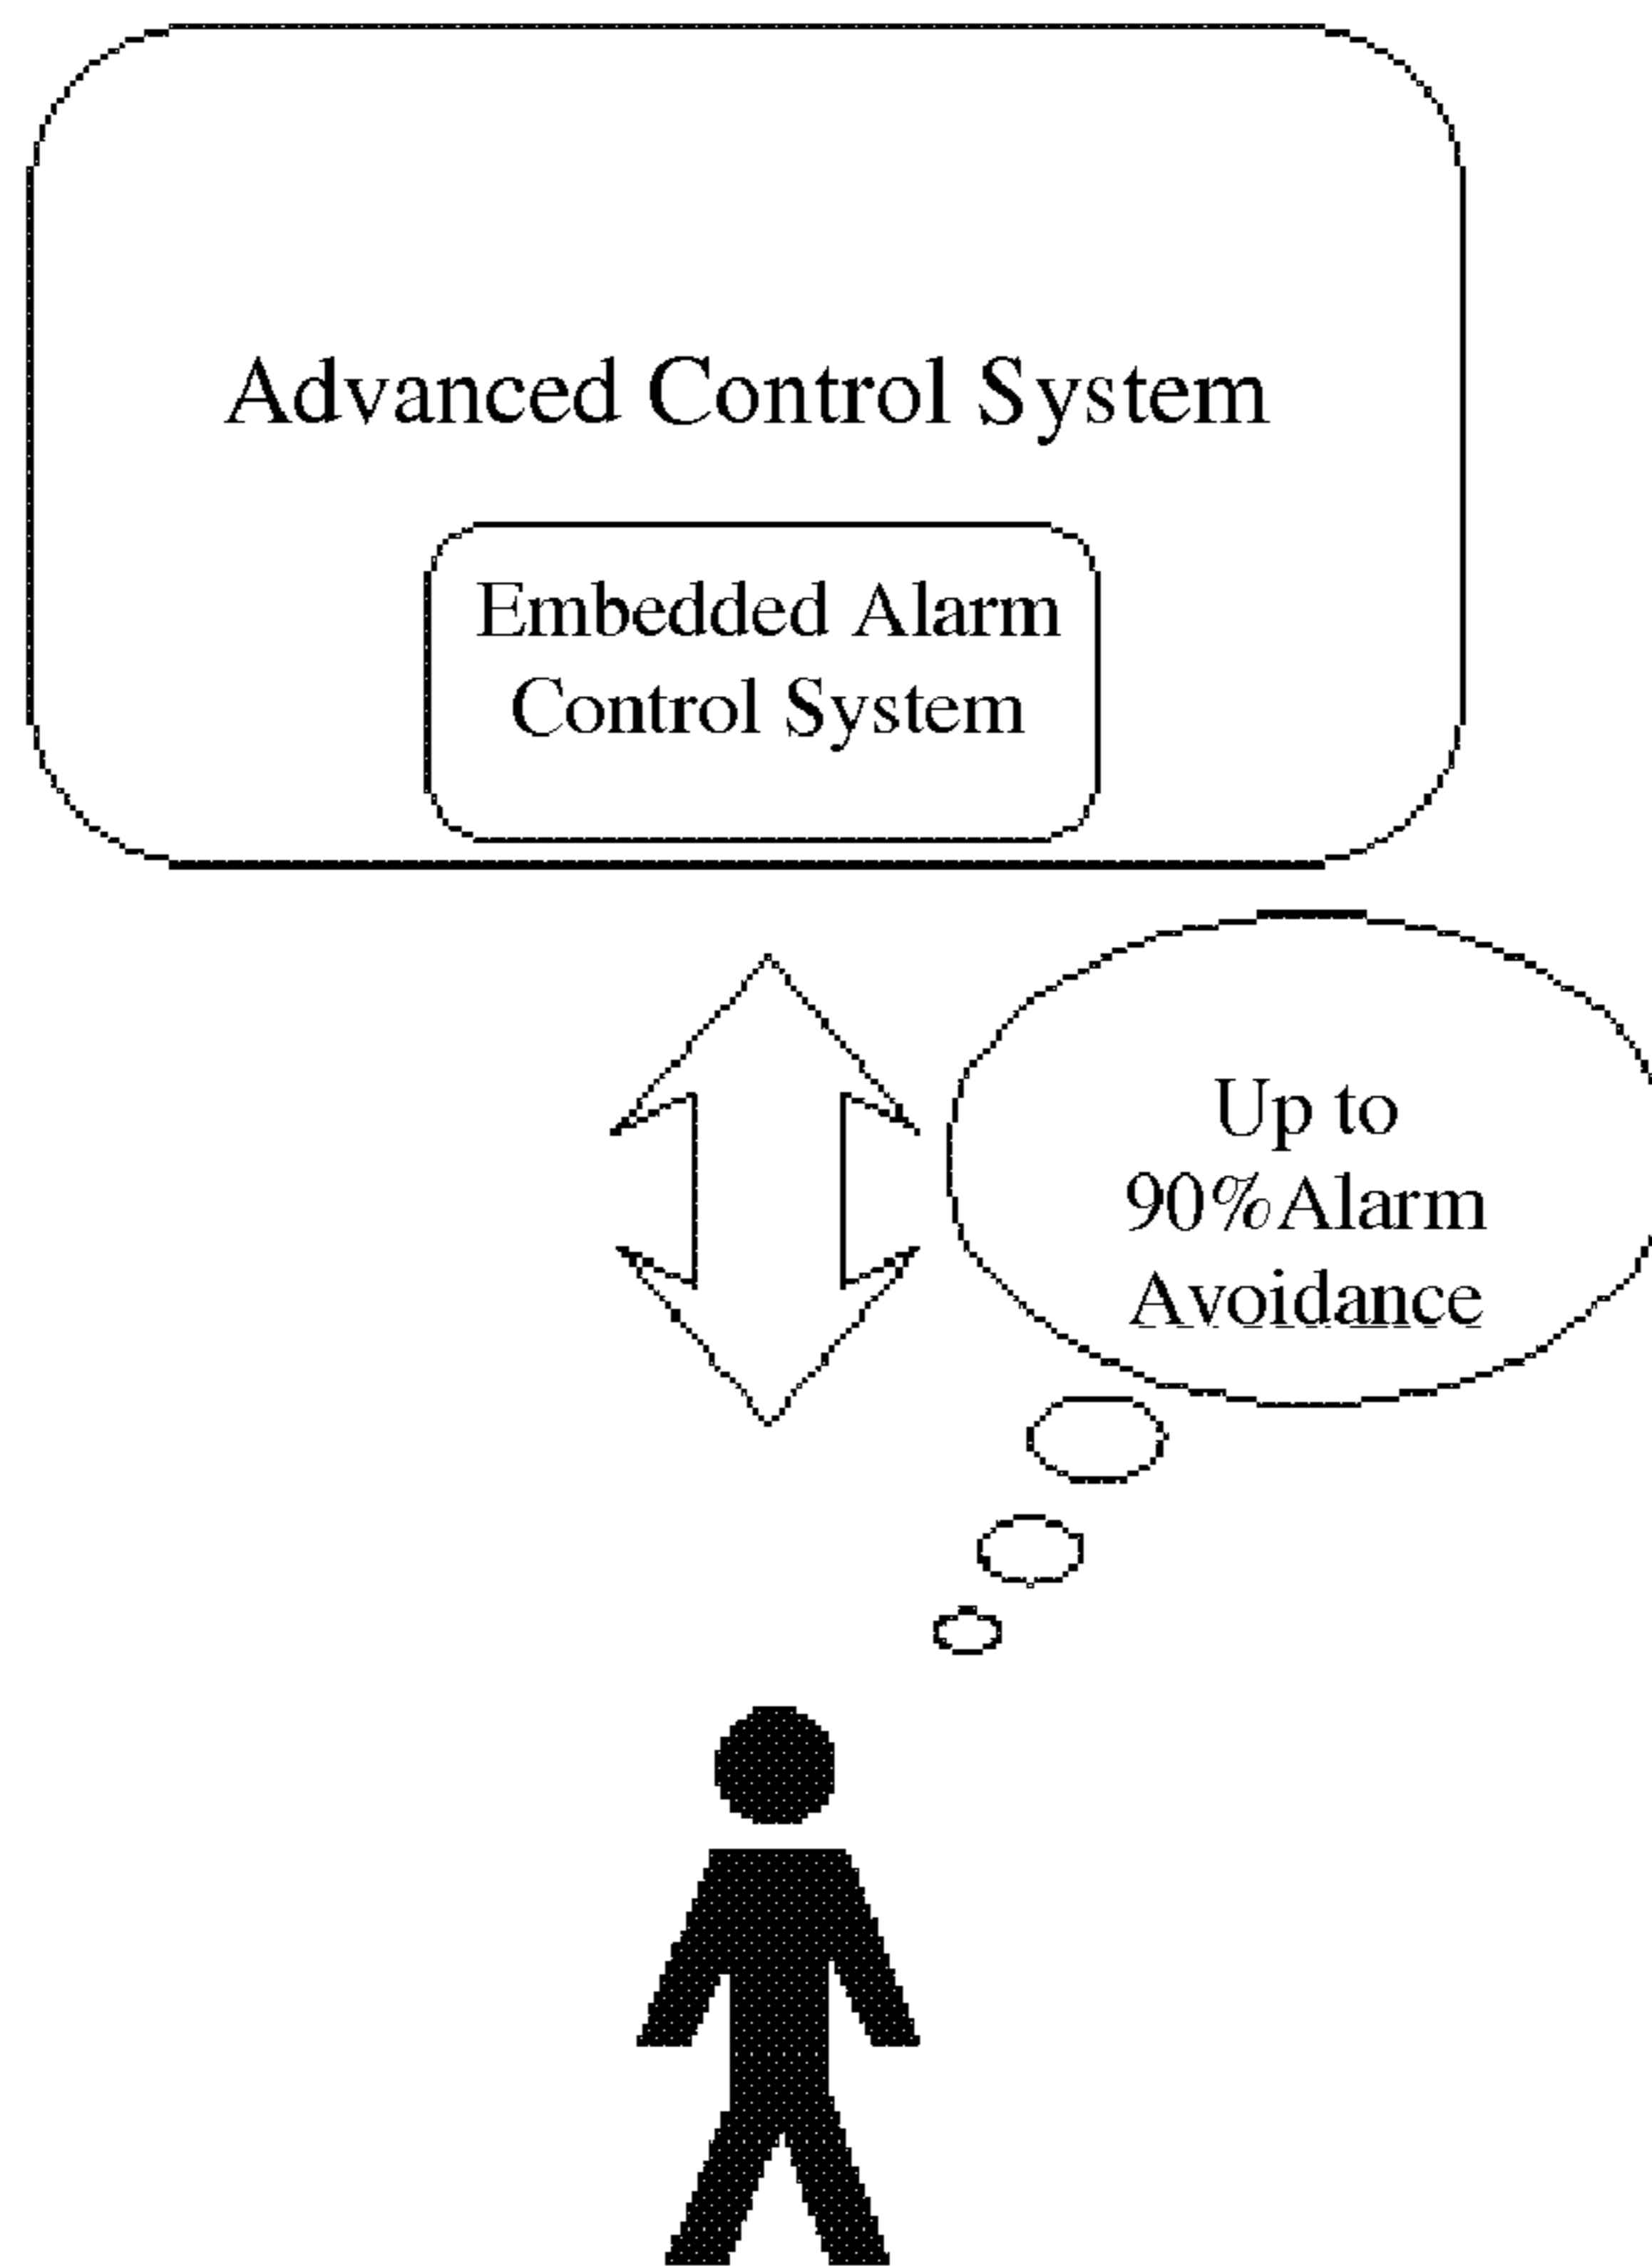 Advanced Control System
Embedded Alarm
Control System
Up to
90%Alarm
Avoidance